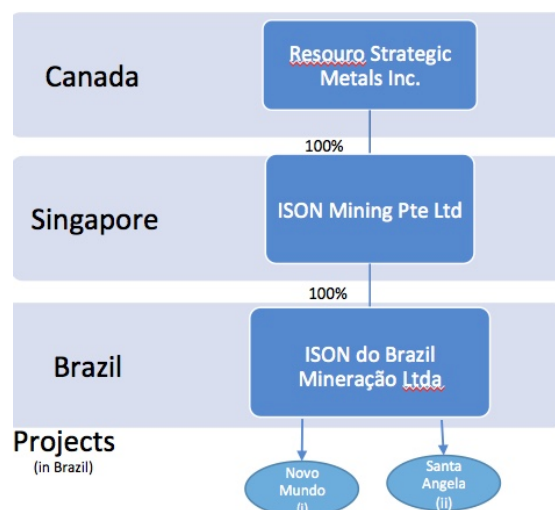 Canada
Resouro Strategic
Metals Inc.
100%
Singapore
ISON Mining Pte Ltd
100%
Brazil
ISON do Brazil
Mineração Ltda
Projects
(in Brazil)
Novo
Mundo
(i)
Santa
Angela
(ii)